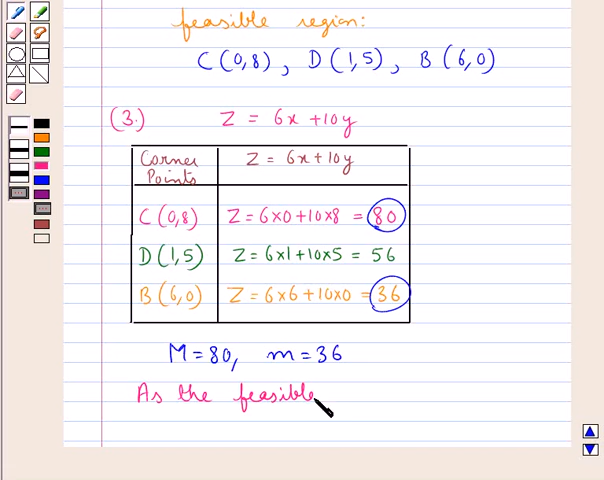 feasible region:
C (0,8) , D (1,5) , B (6,0)
(3.) Z = 6x + 10y
Corner Points Z = 6x + 10y
C (0,8) Z = 6×0 + 10×8 = 80
D (1,5) Z = 6×1 + 10×5 = 56
B (6,0) Z = 6×6 + 10×0 = 36
M = 80, m = 36
As the feasible